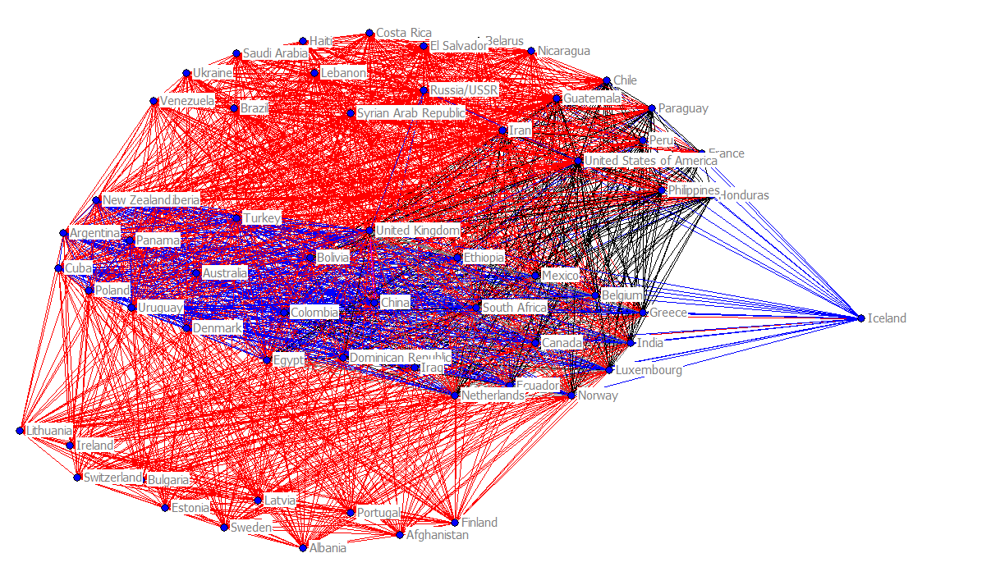 Costa Rica
Haiti
Belarus
El Salvador
Nicaragua
Saudi Arabia
Ukraine
Lebanon
Chile
Russia/USSR
Guatemala
Venezuela
Brazil
Paraguay
Syrian Arab Republic
Iran
Peru
France
United States of America
Philippines
Honduras
New Zealand
iberia
Turkey
United Kingdom
Argentina
Panama
Bolivia
Ethiopia
Cuba
Australia
Mexico
Poland
Belgium
China
Uruguay
Colombia
South Africa
Greece
Iceland
Denmark
Canada
India
Egypt
Dominican Republic
Iraq
Luxembourg
Ecuador
Netherlands
Norway
Lithuania
Ireland
Switzerland
Bulgaria
Latvia
Estonia
Portugal
Finland
Sweden
Afghanistan
Albania